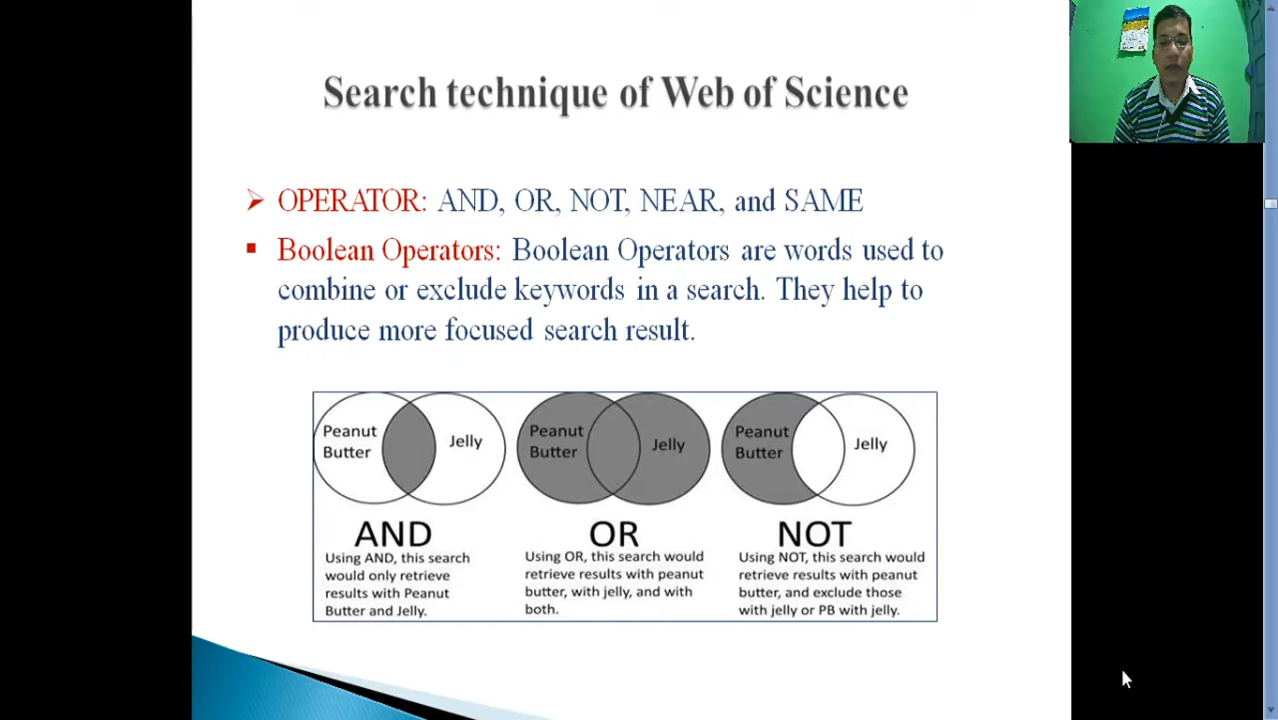 Search technique of Web of Science
OPERATOR: AND, OR, NOT, NEAR, and SAME
Boolean Operators: Boolean Operators are words used to
combine or exclude keywords in a search. They help to
produce more focused search result.
Peanut
Butter
Jelly
AND
Using AND, this search
would only retrieve
results with Peanut
Butter and Jelly.
Peanut
Butter
Jelly
OR
Using OR, this search would
retrieve results with peanut
butter, with jelly, and with
both.
Peanut
Butter
Jelly
NOT
Using NOT, this search would
retrieve results with peanut
butter, and exclude those
with jelly or PB with jelly.